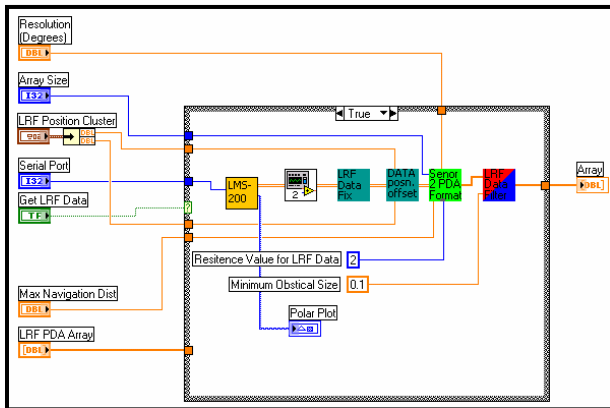 Resolution
(Degrees)
DBL
Array Size
I32
LRF Position Cluster
DBL
DBL
Serial Port
I32
Get LRF Data
TF
Max Navigation Dist
DBL
LRF PDA Array
[DBL]
True
?
LMS-
200
2
LRF
Data
Fix
DATA
posn.
offset
Senor
2 PDA
Format
LRF
Data
Resitence Value for LRF Data
2
Minimum Obstical Size
0.1
Polar Plot
Array
[DBL]